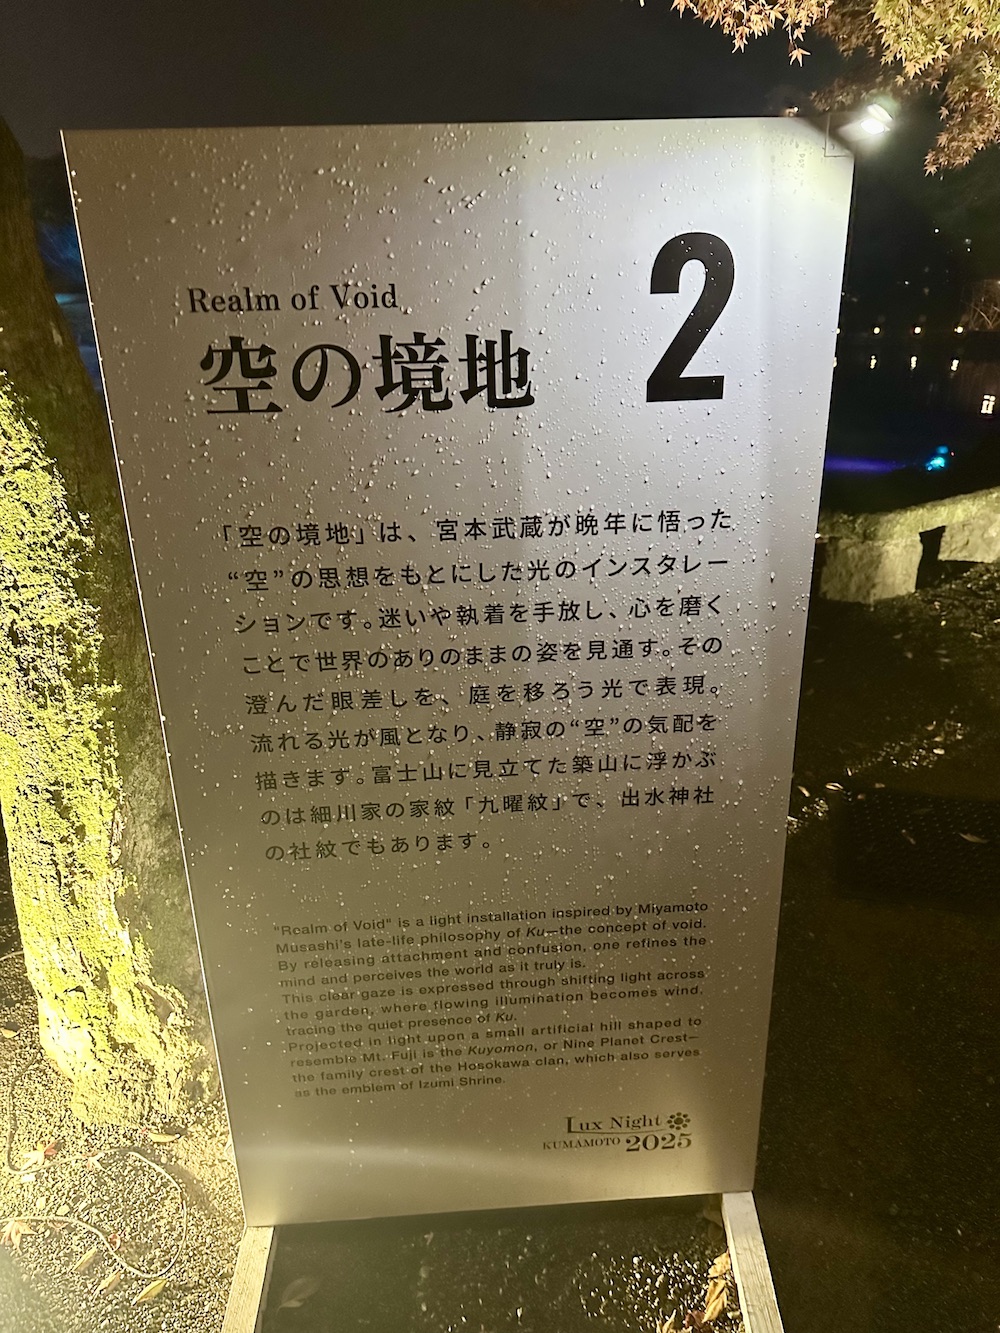 Realm of Void
空の境地
2
「空の境地」は、宮本武蔵が晩年に悟った
“空”の思想をもとにした光のインスタレー
ションです。迷いや執着を手放し、心を磨く
ことで世界のありのままの姿を見通す。その
澄んだ眼差しを、庭を移ろう光で表現。
流れる光が風となり、静寂の“空”の気配を
描きます。富士山に見立てた築山に浮かぶ
のは細川家の家紋「九曜紋」で、出水神社
の社紋でもあります。
"Realm of Void" is a light installation inspired by Miyamoto
Musashi's late-life philosophy of Ku—the concept of void.
By releasing attachment and confusion, one refines the
mind and perceives the world as it truly is.
This clear gaze is expressed through shifting light across
the garden, where flowing illumination becomes wind,
tracing the quiet presence of Ku.
Projected in light upon a small artificial hill shaped to
resemble Mt. Fuji is the Kuyomon, or Nine Planet Crest—
the family crest of the Hosokawa clan, which also serves
as the emblem of Izumi Shrine.
Lux Night
KUMAMOTO 2025